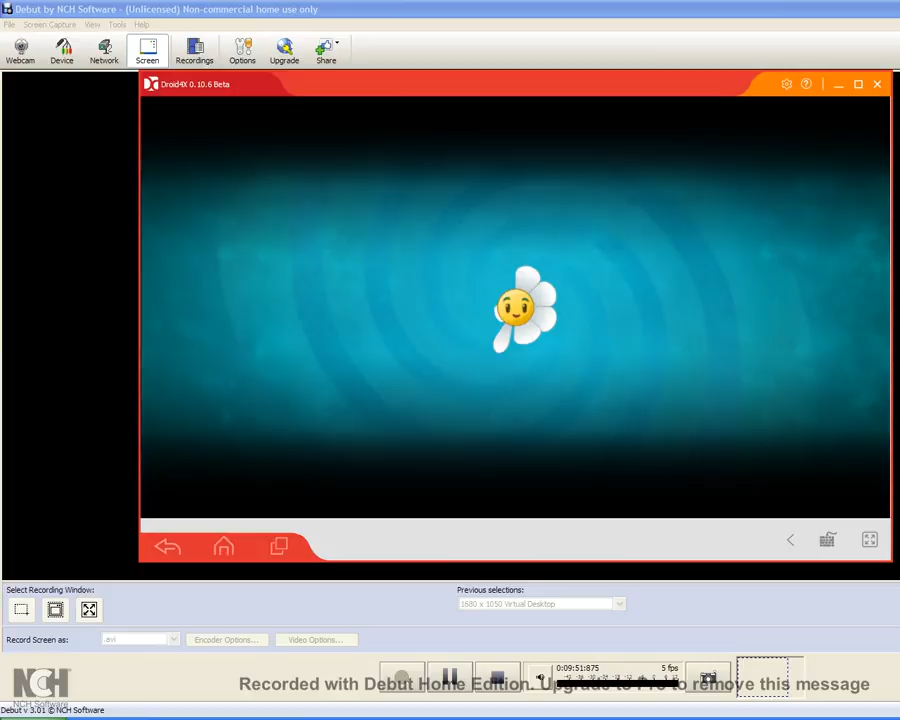 Debut by NCH Software - (Unlicensed) Non-commercial home use only
File Screen Capture View Tools Help
Webcam Device Network Screen Recordings Options Upgrade Share
Droid4X 0.10.6 Beta
Select Recording Window:
Previous selections:
1680 x 1050 Virtual Desktop
Record Screen as: .avi Encoder Options... Video Options...
0:09:51:875 5 fps
NCH
Recorded with Debut Home Edition. Upgrade to Pro to remove this message
NCH Software
Debut v 3.01 © NCH Software